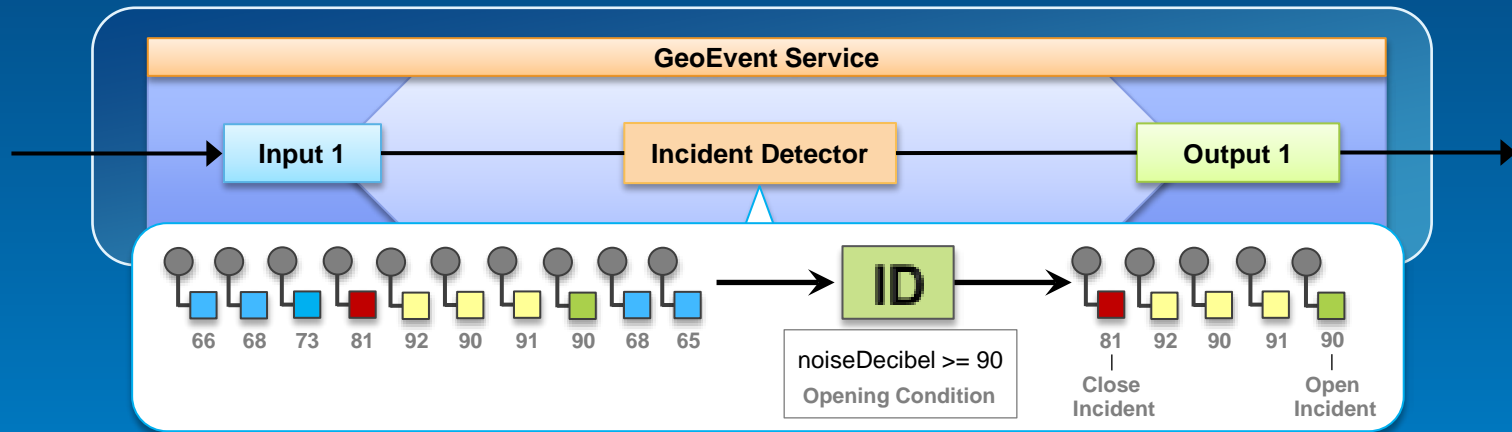 GeoEvent Service
Input 1
Incident Detector
Output 1
66 68 73 81 92 90 91 90 68 65
ID
noiseDecibel >= 90
Opening Condition
81 92 90 91 90
Close Incident
Open Incident